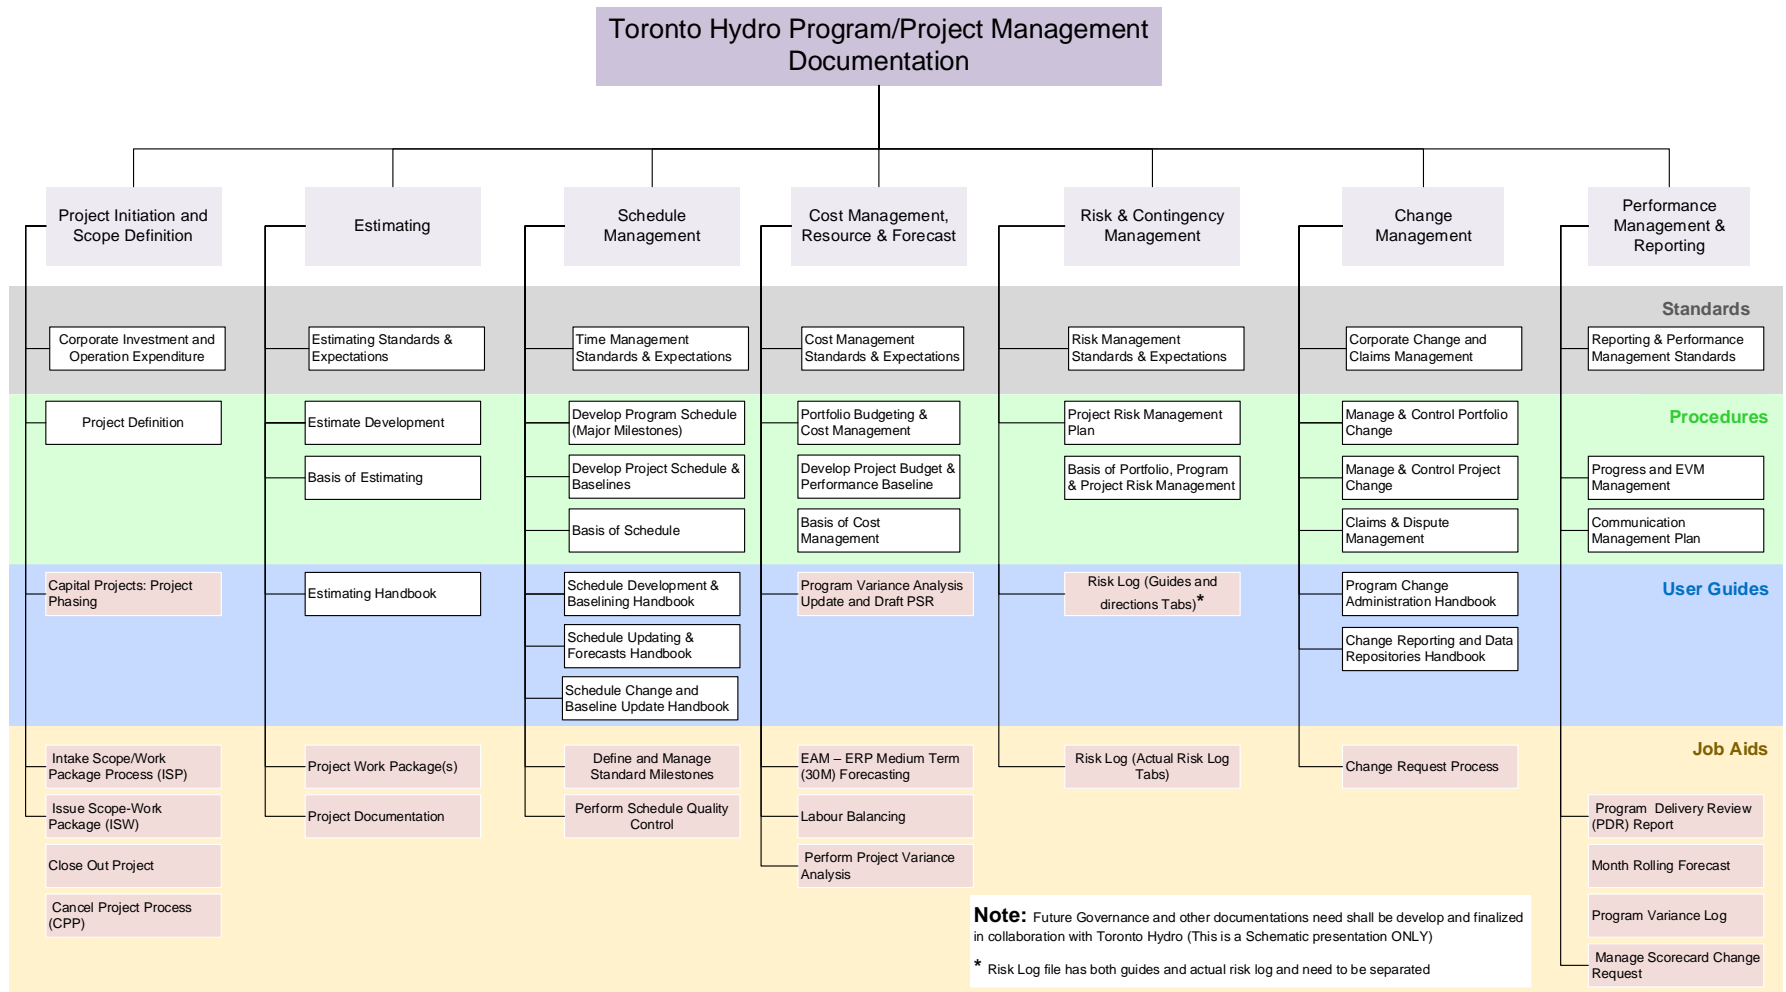 Toronto Hydro Program/Project Management
Documentation
Project Initiation and
Scope Definition
Estimating
Schedule
Management
Cost Management,
Resource & Forecast
Risk & Contingency
Management
Change
Management
Performance
Management &
Reporting
Standards
Corporate Investment and
Operation Expenditure
Estimating Standards &
Expectations
Time Management
Standards & Expectations
Cost Management
Standards & Expectations
Risk Management
Standards & Expectations
Corporate Change and
Claims Management
Reporting & Performance
Management Standards
Procedures
Project Definition
Estimate Development
Develop Program Schedule
(Major Milestones)
Portfolio Budgeting &
Cost Management
Project Risk Management
Plan
Manage & Control Portfolio
Change
Basis of Estimating
Develop Project Schedule &
Baselines
Develop Project Budget &
Performance Baseline
Basis of Portfolio, Program
& Project Risk Management
Manage & Control Project
Change
Progress and EVM
Management
Basis of Schedule
Basis of Cost
Management
Claims & Dispute
Management
Communication
Management Plan
User Guides
Capital Projects: Project
Phasing
Estimating Handbook
Schedule Development &
Baselining Handbook
Program Variance Analysis
Update and Draft PSR
Risk Log (Guides and
directions Tabs)*
Program Change
Administration Handbook
Schedule Updating &
Forecasts Handbook
Change Reporting and Data
Repositories Handbook
Schedule Change and
Baseline Update Handbook
Job Aids
Intake Scope/Work
Package Process (ISP)
Project Work Package(s)
Define and Manage
Standard Milestones
EAM – ERP Medium Term
(30M) Forecasting
Risk Log (Actual Risk Log
Tabs)
Change Request Process
Issue Scope-Work
Package (ISW)
Project Documentation
Perform Schedule Quality
Control
Labour Balancing
Program Delivery Review
(PDR) Report
Close Out Project
Perform Project Variance
Analysis
Month Rolling Forecast
Cancel Project Process
(CPP)
Program Variance Log
Manage Scorecard Change
Request
Note: Future Governance and other documentations need shall be develop and finalized
in collaboration with Toronto Hydro (This is a Schematic presentation ONLY)
* Risk Log file has both guides and actual risk log and need to be separated